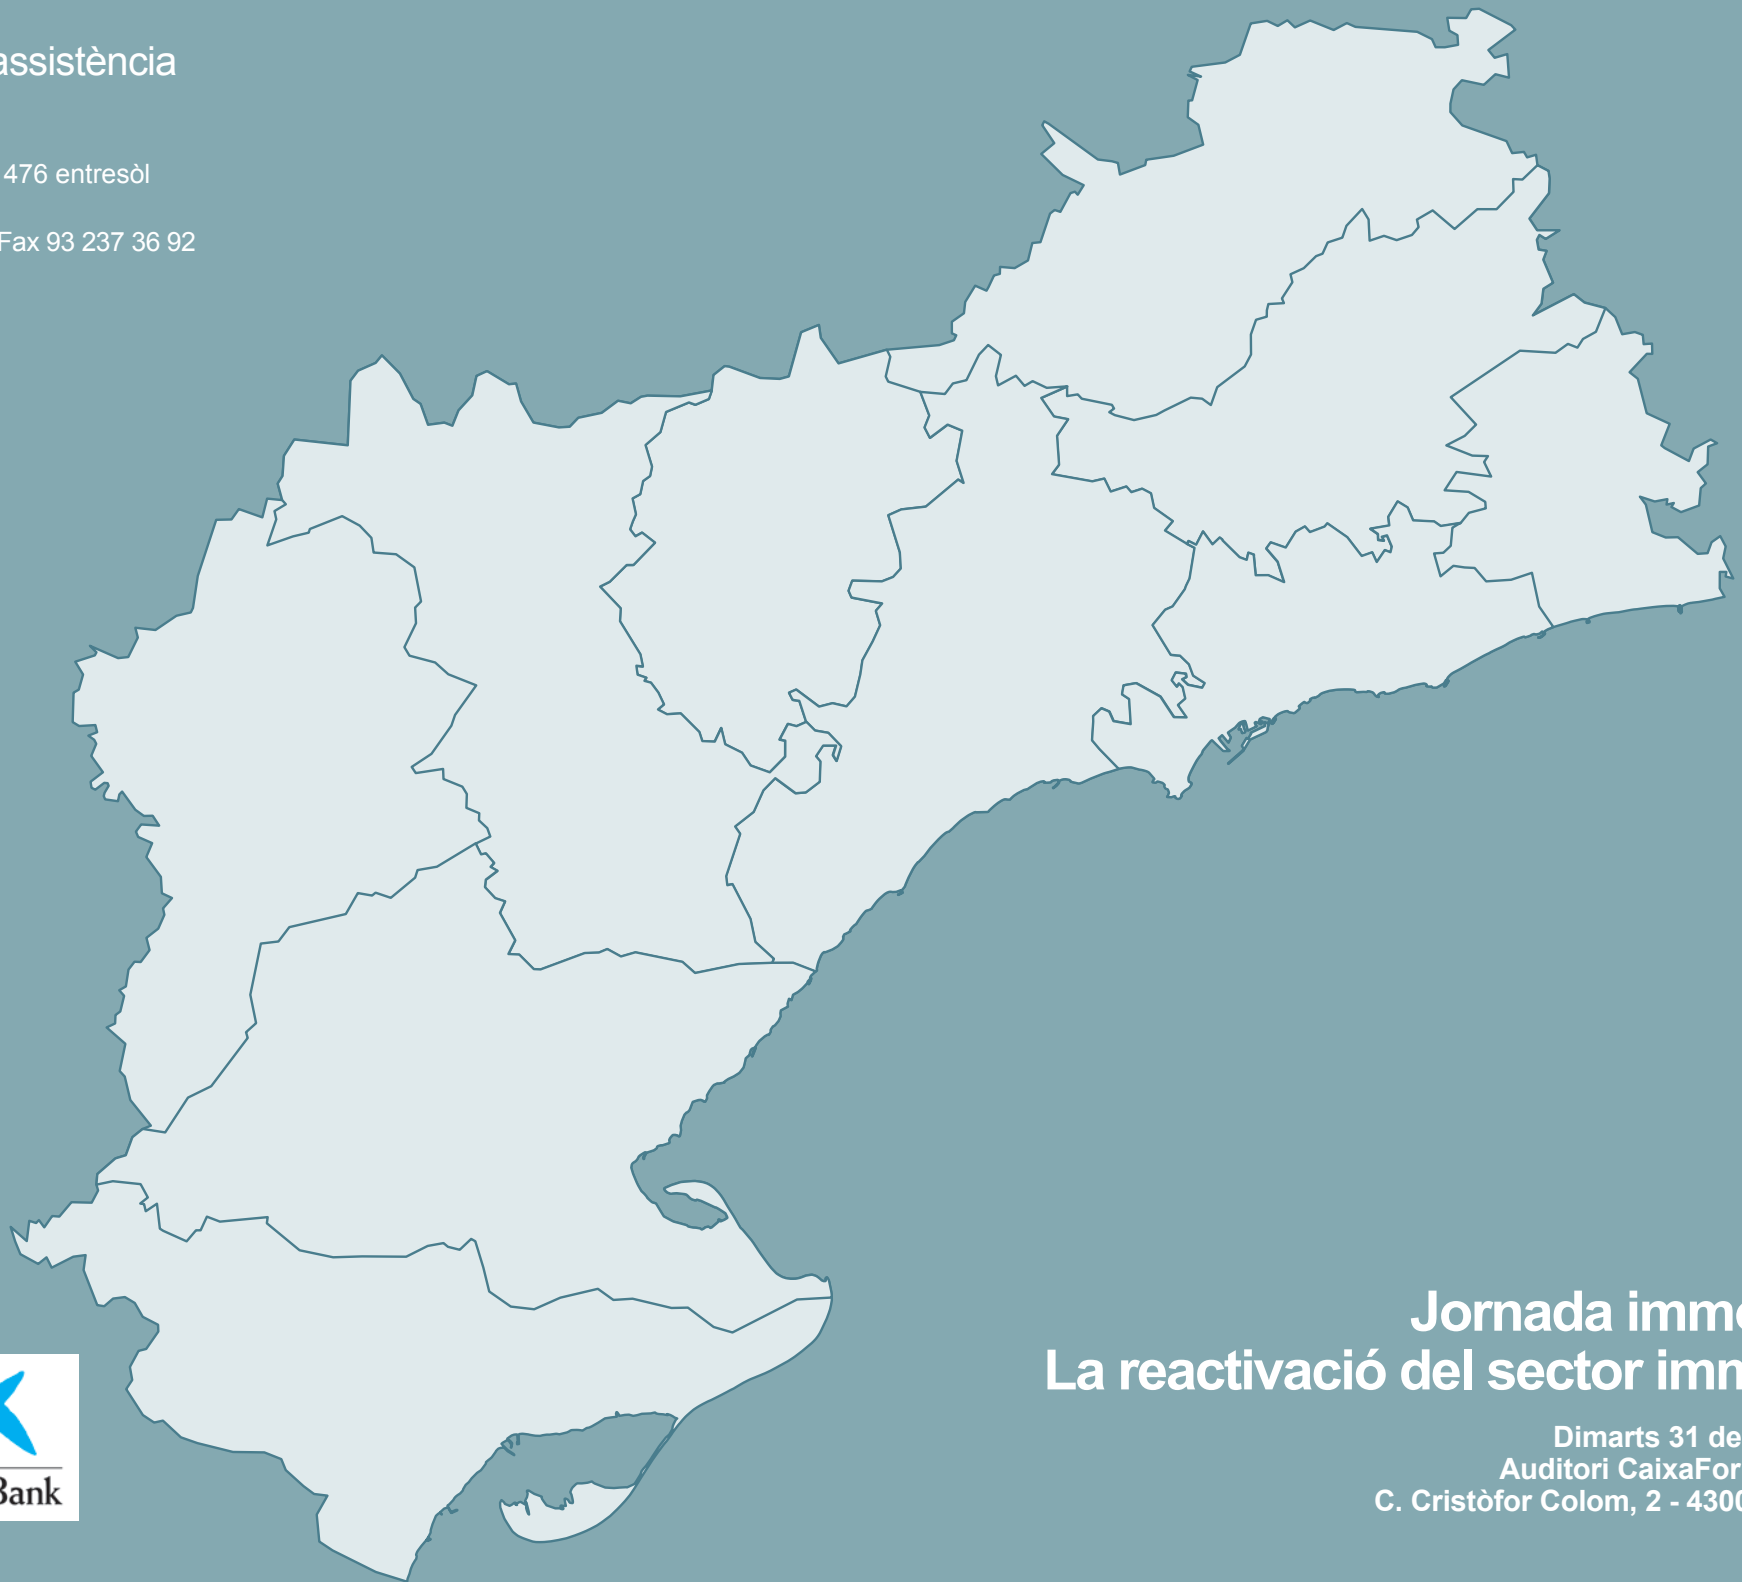 assistència
476 entresòl
Fax 93 237 36 92
Jornada imm
La reactivació del sector imm
Dimarts 31 de
Auditori CaixaFor
C. Cristòfor Colom, 2 - 4300
Bank